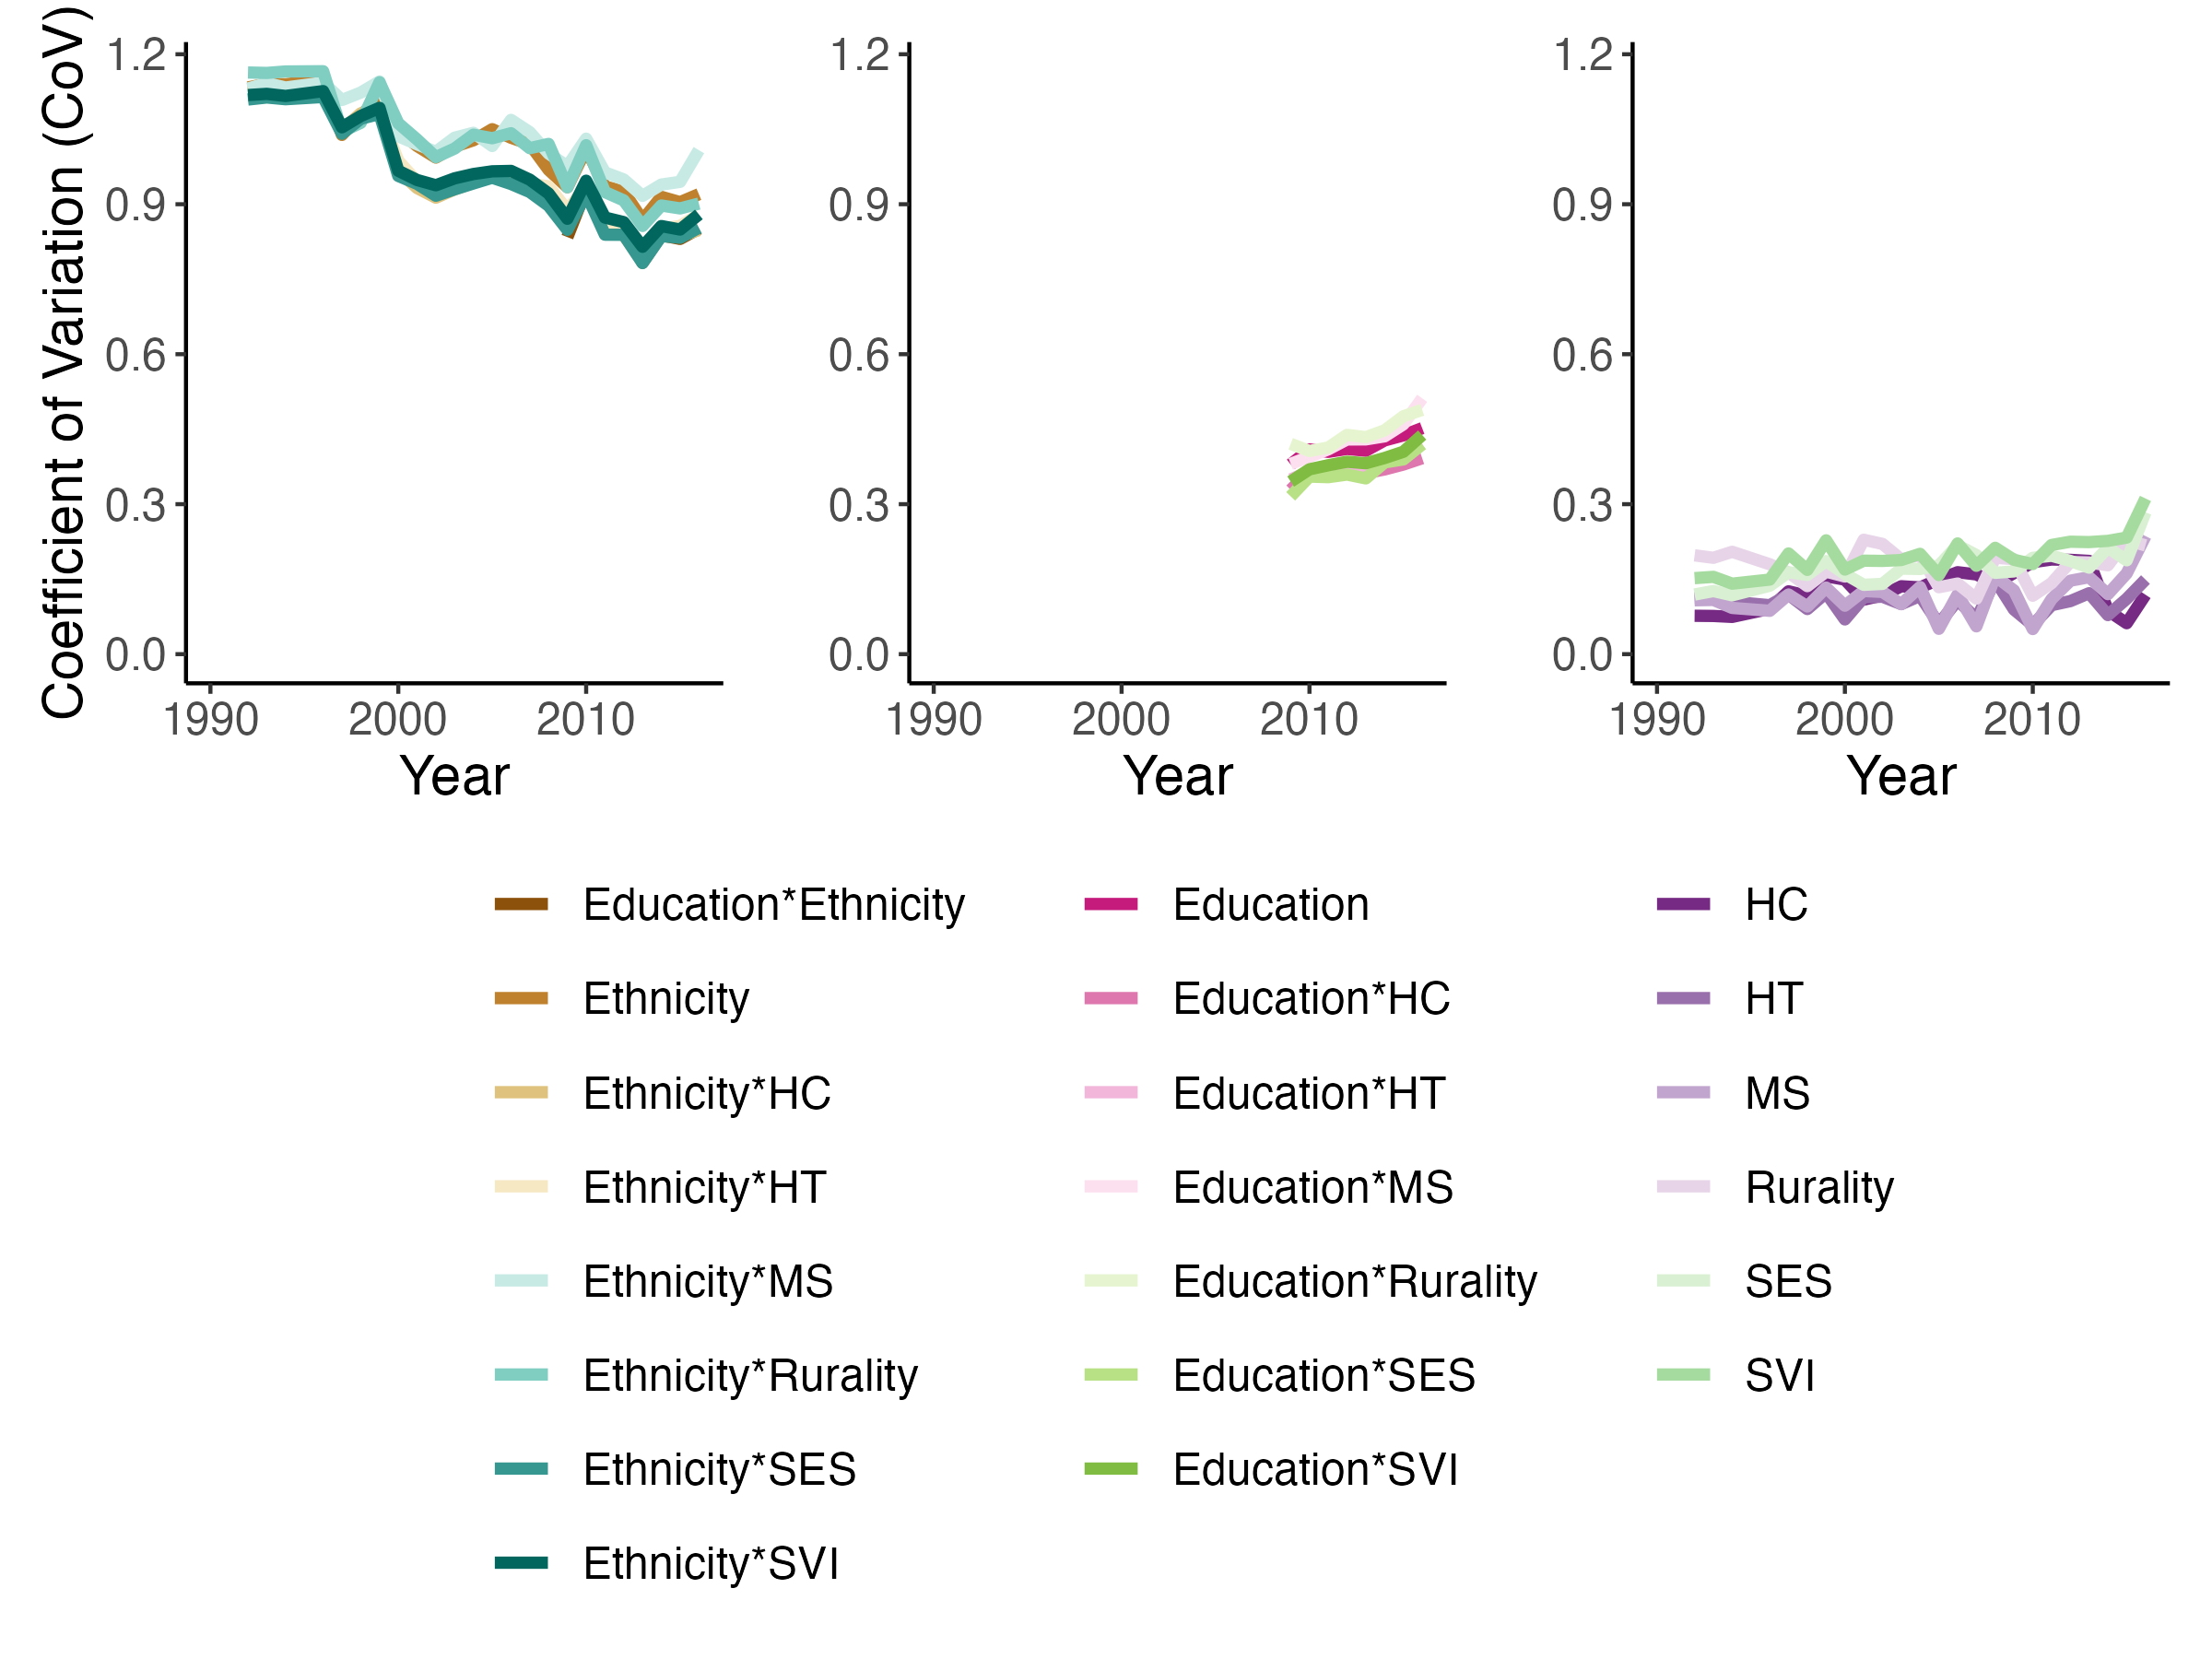 Coefficient of Variation (CoV)
1.2
0.9
0.6
0.3
0.0
1990 2000 2010
Year
1.2
0.9
0.6
0.3
0.0
1990 2000 2010
Year
1.2
0.9
0.6
0.3
0.0
1990 2000 2010
Year
Education*Ethnicity
Ethnicity
Ethnicity*HC
Ethnicity*HT
Ethnicity*MS
Ethnicity*Rurality
Ethnicity*SES
Ethnicity*SVI
Education
Education*HC
Education*HT
Education*MS
Education*Rurality
Education*SES
Education*SVI
HC
HT
MS
Rurality
SES
SVI